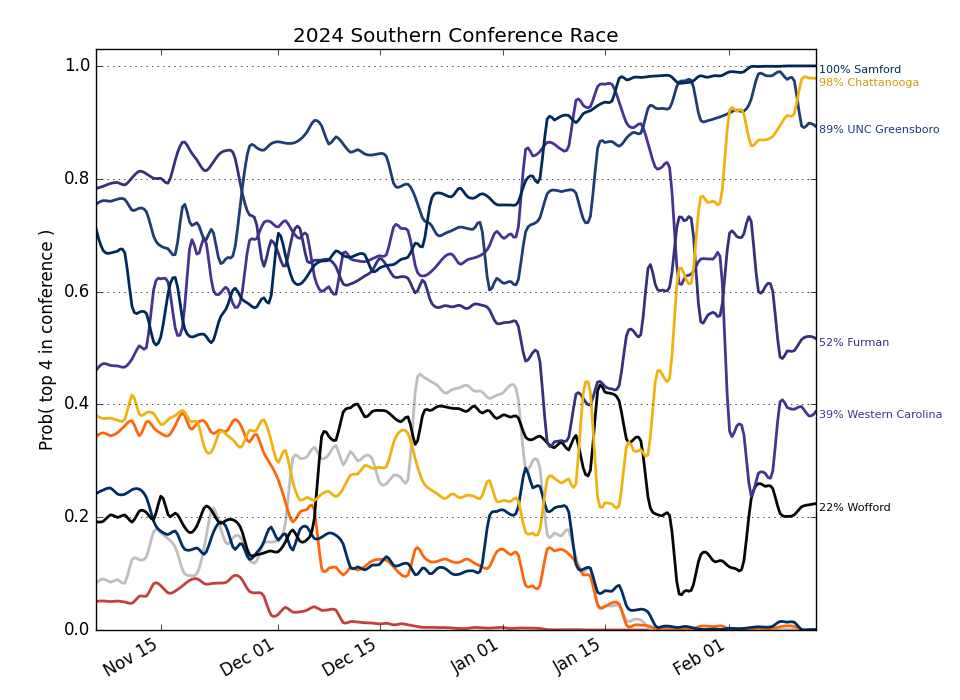 2024 Southern Conference Race
Prob( top 4 in conference )
1.0
0.8
0.6
0.4
0.2
0.0
Nov 15
Dec 01
Dec 15
Jan 01
Jan 15
Feb 01
100% Samford
98% Chattanooga
89% UNC Greensboro
52% Furman
39% Western Carolina
22% Wofford